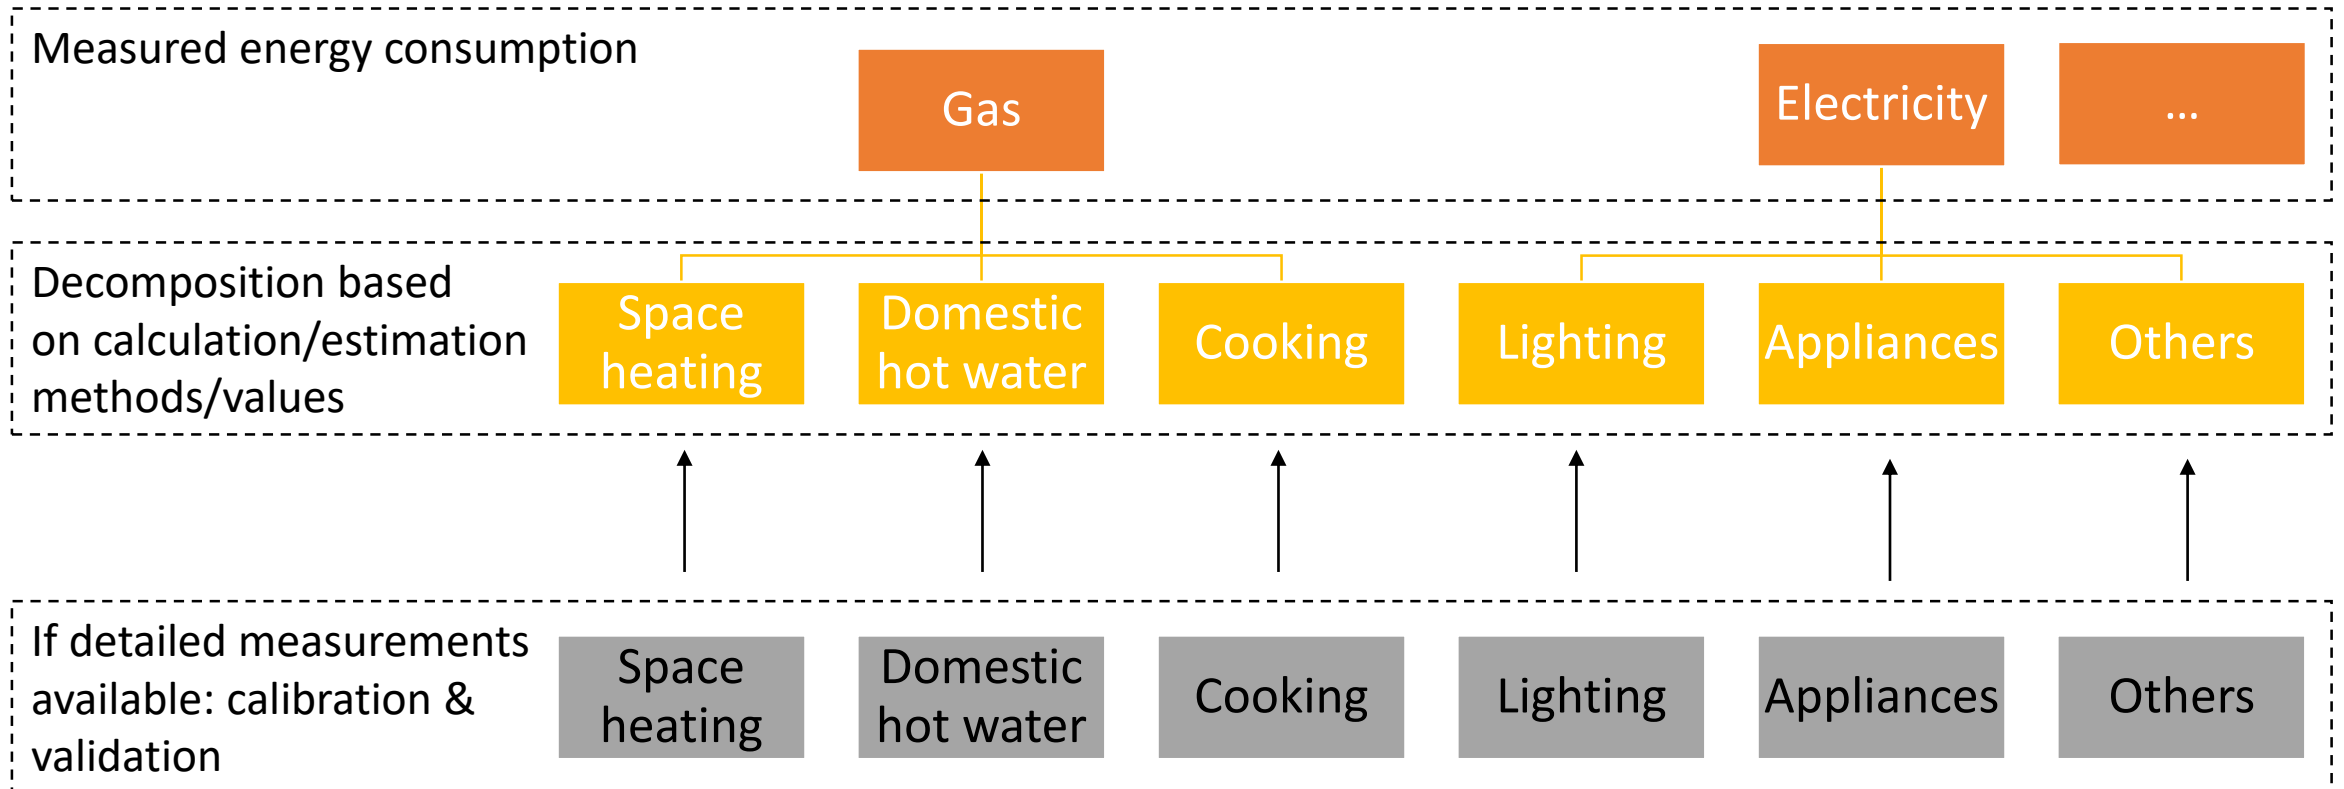 Measured energy consumption
Gas
Electricity
...
Decomposition based
on calculation/estimation
methods/values
Space
heating
Domestic
hot water
Cooking
Lighting
Appliances
Others
If detailed measurements
available: calibration &
validation
Space
heating
Domestic
hot water
Cooking
Lighting
Appliances
Others